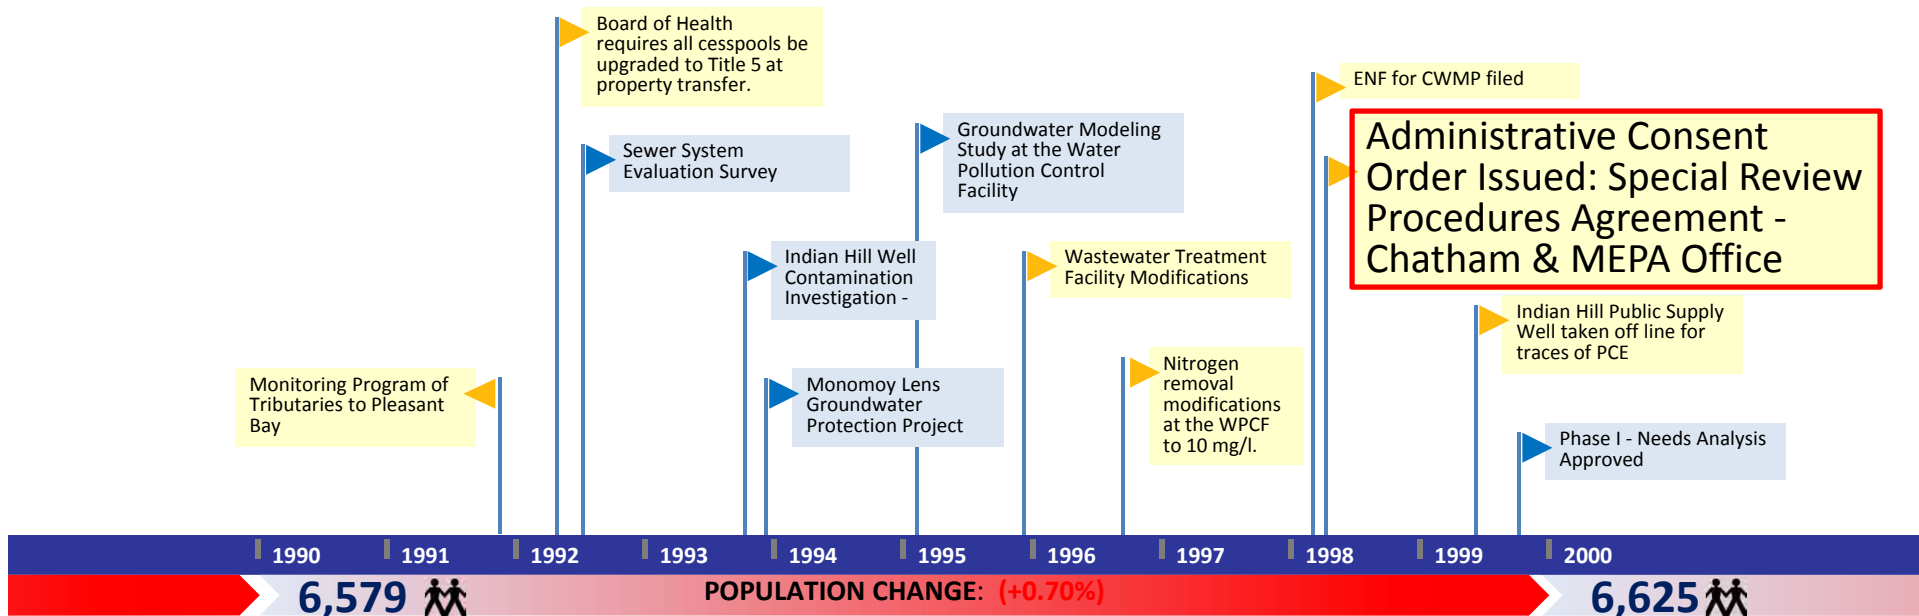 Board of Health
requires all cesspools be
upgraded to Title 5 at
property transfer.
ENF for CWMP filed
Sewer System
Evaluation Survey
Groundwater Modeling
Study at the Water
Pollution Control
Facility
Administrative Consent
Order Issued: Special Review
Procedures Agreement -
Chatham & MEPA Office
Indian Hill Well
Contamination
Investigation -
Wastewater Treatment
Facility Modifications
Indian Hill Public Supply
Well taken off line for
traces of PCE
Monitoring Program of
Tributaries to Pleasant
Bay
Monomoy Lens
Groundwater
Protection Project
Nitrogen
removal
modifications
at the WPCF
to 10 mg/l.
Phase I - Needs Analysis
Approved
1990 1991 1992 1993 1994 1995 1996 1997 1998 1999 2000
6,579 POPULATION CHANGE: (+0.70%) 6,625